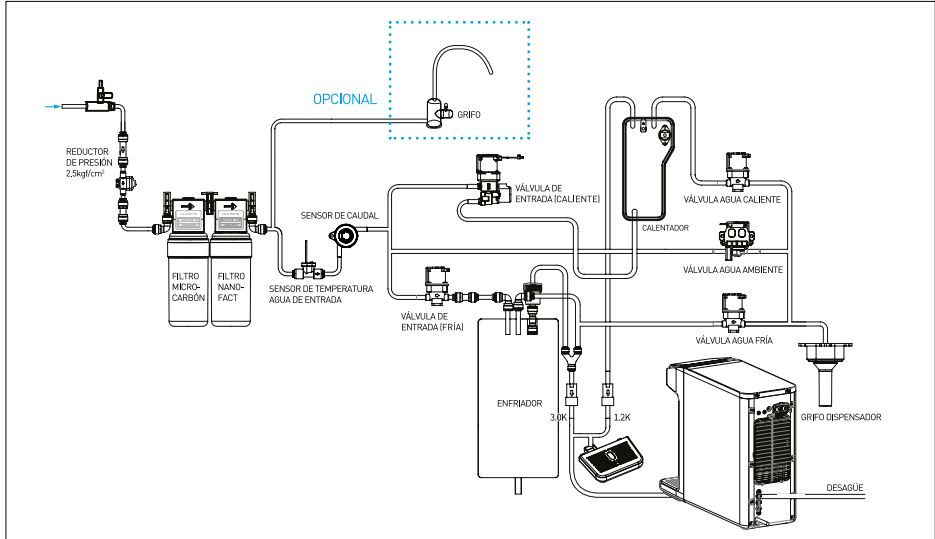 OPCIONAL
GRIFO
REDUCTOR
DE PRESIÓN
2,5kgf/cm²
FILTRO
MICRO-
CARBÓN
FILTRO
NANO-
FACT
SENSOR DE CAUDAL
SENSOR DE TEMPERATURA
AGUA DE ENTRADA
VÁLVULA DE
ENTRADA (CALIENTE)
VÁLVULA DE
ENTRADA (FRÍA)
CALENTADOR
VÁLVULA AGUA CALIENTE
VÁLVULA AGUA AMBIENTE
VÁLVULA AGUA FRÍA
GRIFO DISPENSADOR
ENFRIADOR
3.0K
1.2K
DESAGÜE